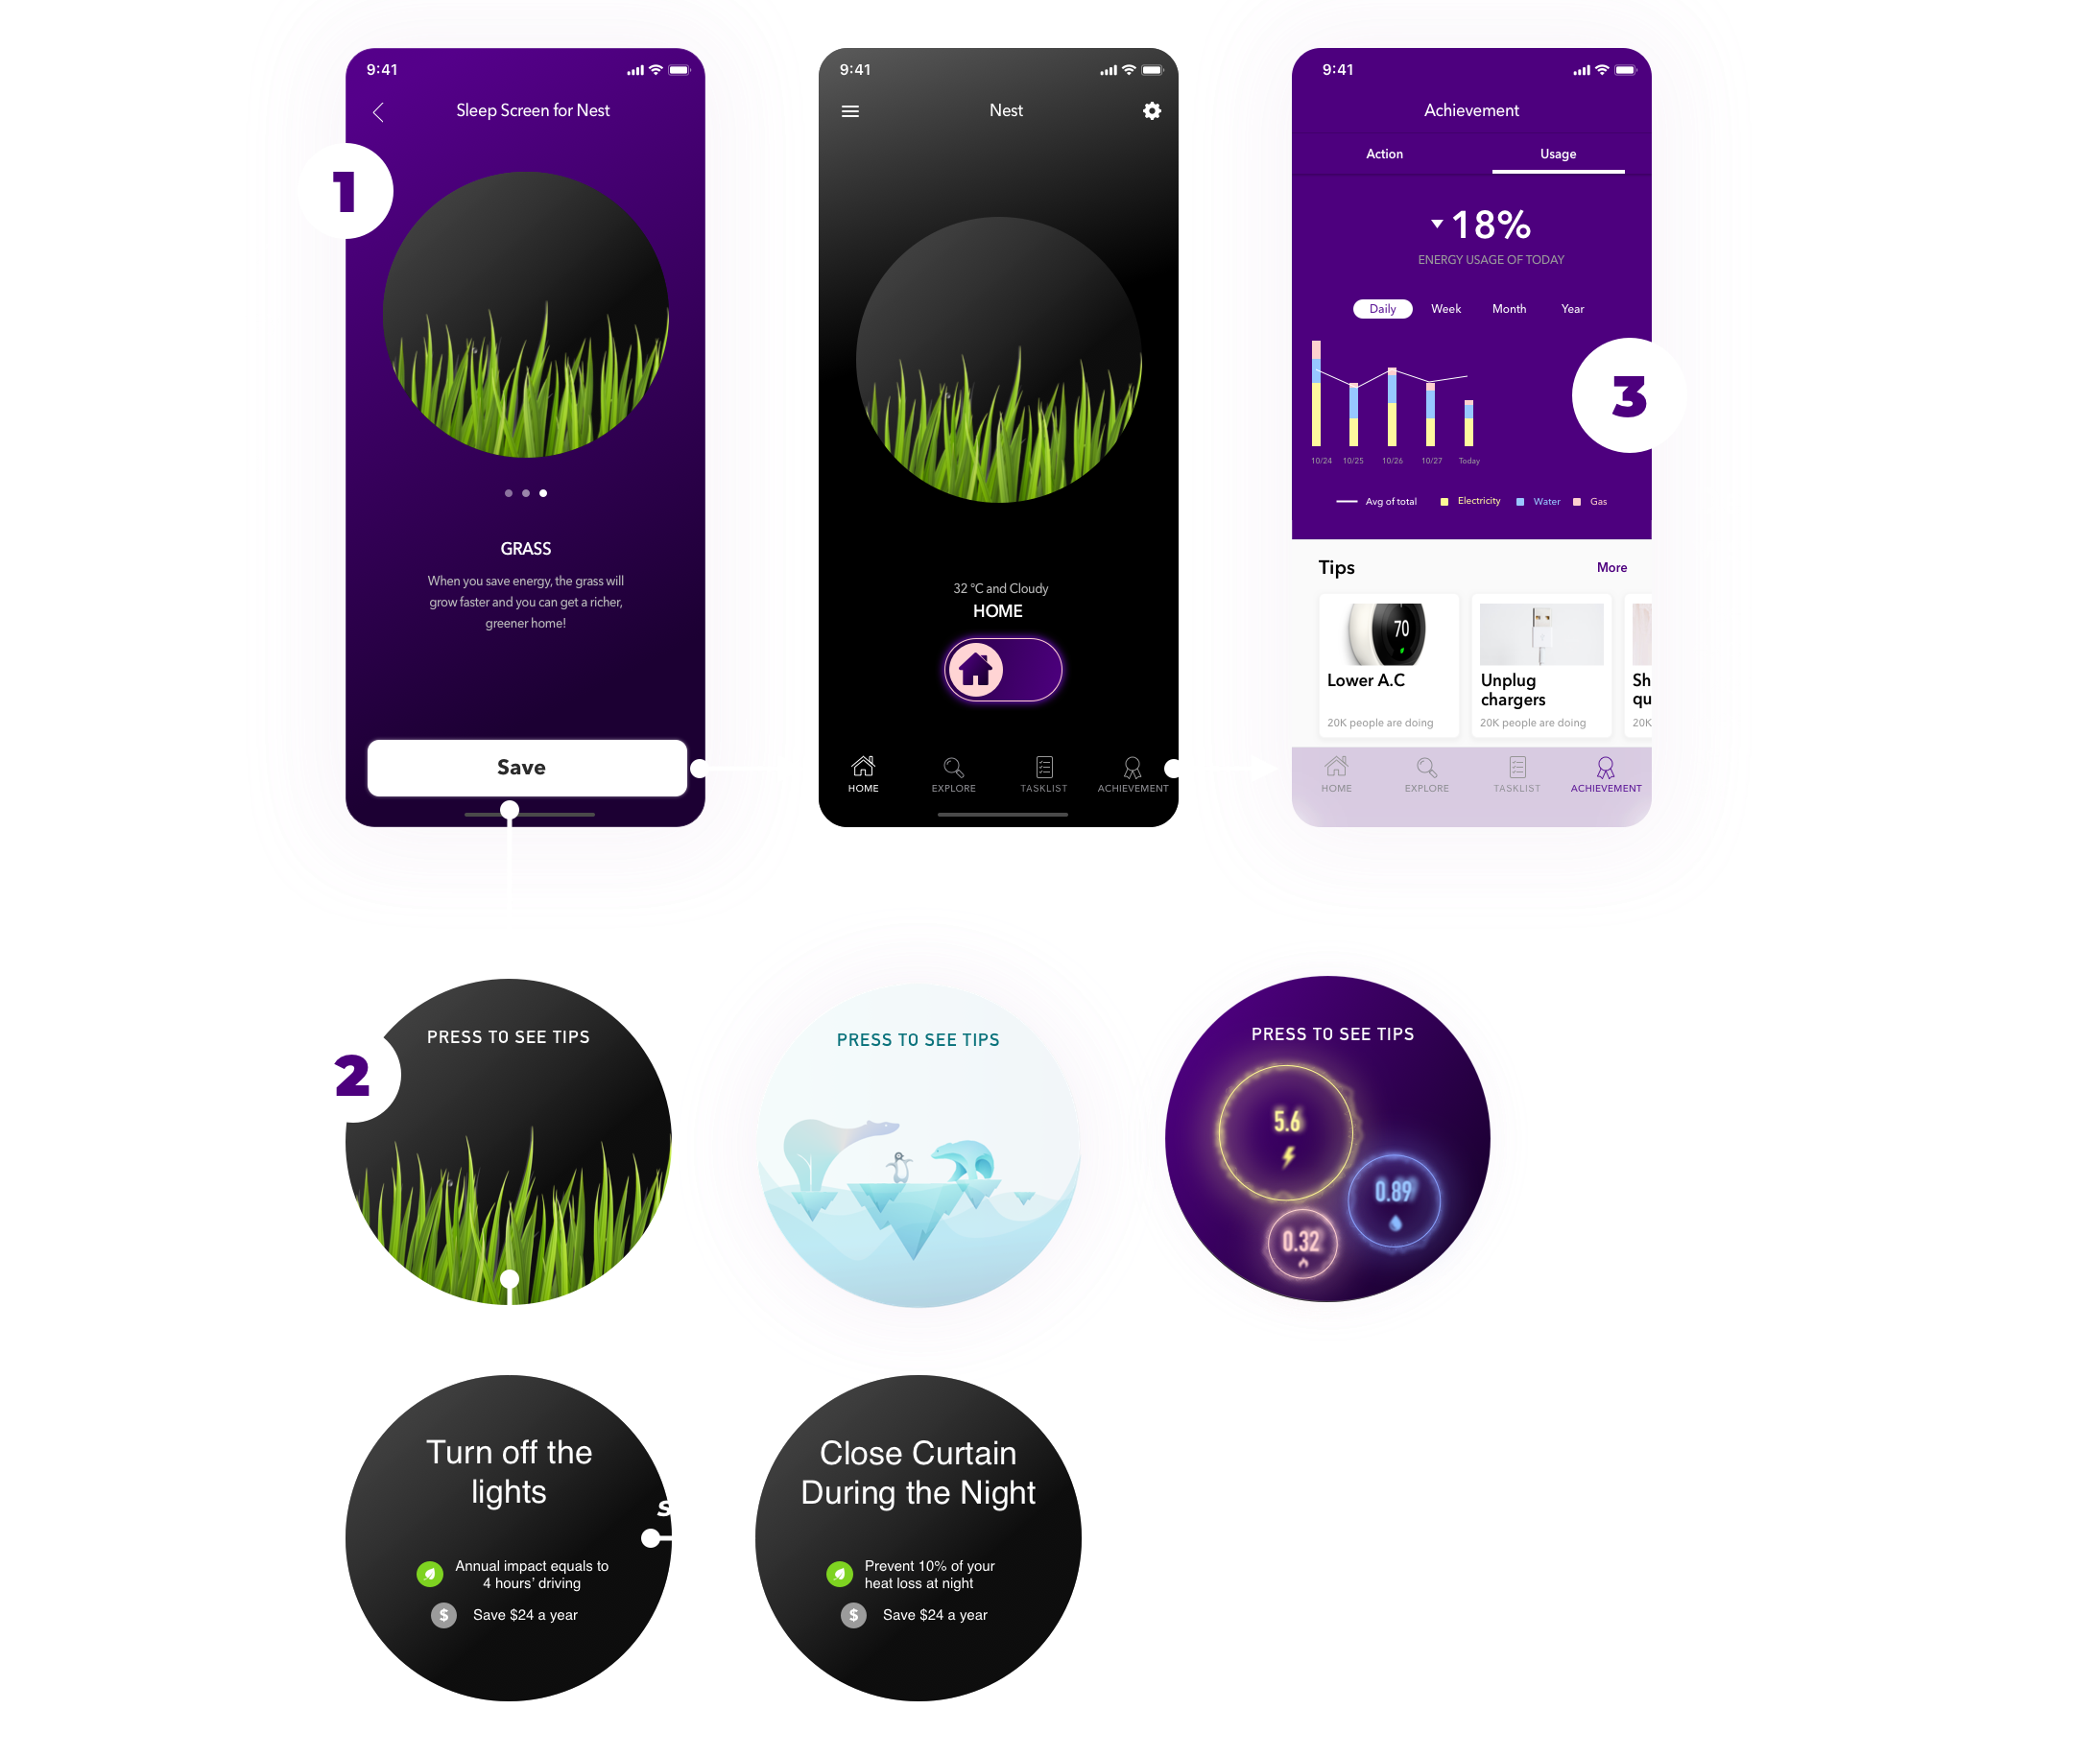 9:41
Sleep Screen for Nest
1
GRASS
When you save energy, the grass will
grow faster and you can get a richer,
greener home!
Save
9:41
Nest
32 °C and Cloudy
HOME
HOME EXPLORE TASKLIST ACHIEVEMENT
9:41
Achievement
Action Usage
18%
ENERGY USAGE OF TODAY
Daily Week Month Year
3
10/24 10/25 10/26 10/27 Today
Avg of total Electricity Water Gas
Tips More
70
Lower A.C
20K people are doing
Unplug
chargers
20K people are doing
Sh
qu
20K
HOME EXPLORE TASKLIST ACHIEVEMENT
2
PRESS TO SEE TIPS
PRESS TO SEE TIPS
PRESS TO SEE TIPS
5.6
0.89
0.32
Turn off the
lights
Annual impact equals to
4 hours’ driving
$ Save $24 a year
Close Curtain
During the Night
Prevent 10% of your
heat loss at night
$ Save $24 a year